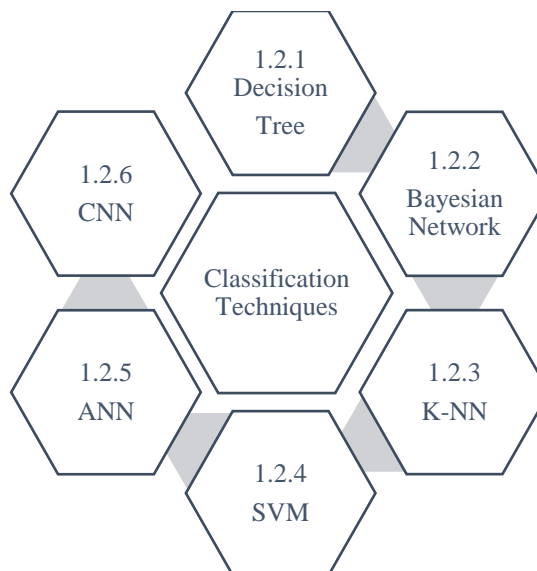 1.2.1
Decision
Tree
1.2.2
Bayesian
Network
1.2.3
K-NN
1.2.4
SVM
1.2.5
ANN
1.2.6
CNN
Classification
Techniques